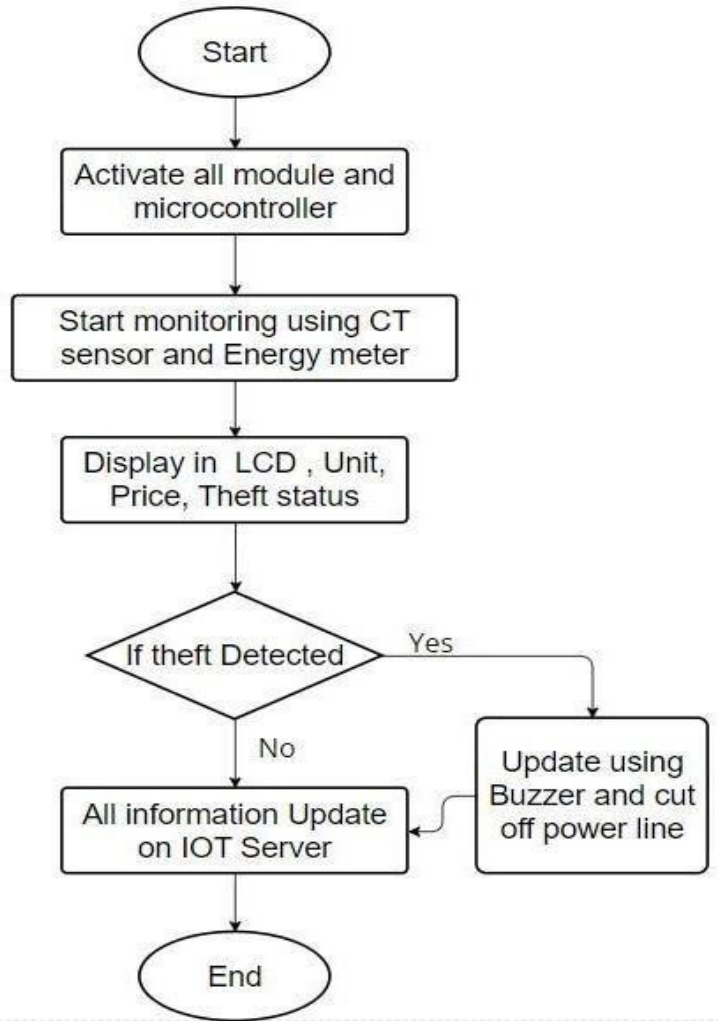 Start
Activate all module and
microcontroller
Start monitoring using CT
sensor and Energy meter
Display in LCD , Unit,
Price, Theft status
If theft Detected
Yes
No
Update using
Buzzer and cut
off power line
All information Update
on IOT Server
End